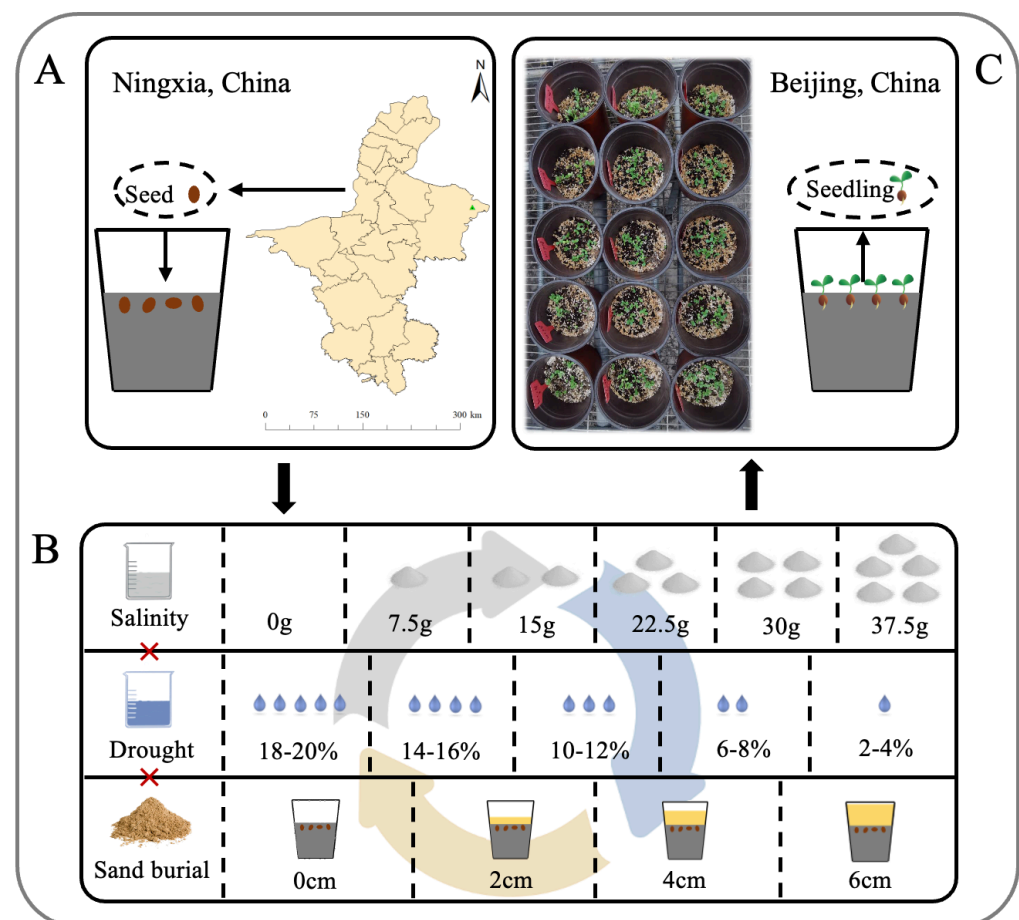 A
Ningxia, China
N
Seed
0 75 150 300 km
C
Beijing, China
Seedling
B
Salinity
0g
7.5g
15g
22.5g
30g
37.5g
Drought
18-20%
14-16%
10-12%
6-8%
2-4%
Sand burial
0cm
2cm
4cm
6cm